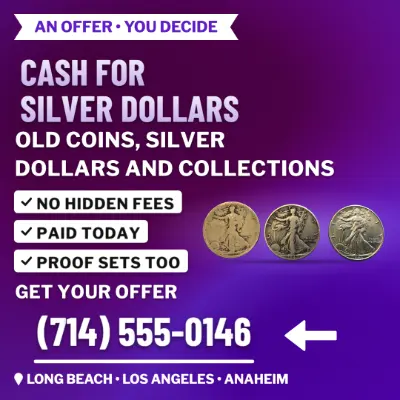 AN OFFER • YOU DECIDE
CASH FOR
SILVER DOLLARS
OLD COINS, SILVER
DOLLARS AND COLLECTIONS
NO HIDDEN FEES
PAID TODAY
PROOF SETS TOO
GET YOUR OFFER
(714) 555-0146
LONG BEACH • LOS ANGELES • ANAHEIM